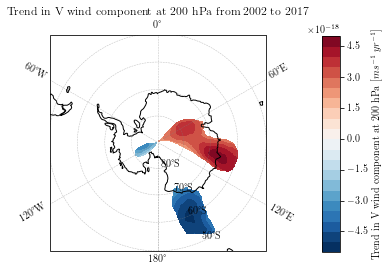 Trend in V wind component at 200 hPa from 2002 to 2017
0°
×10⁻¹⁸
60°W
60°E
4.5
3.0
1.5
0.0
−1.5
−3.0
−4.5
Trend in V wind component at 200 hPa [ms⁻¹ yr⁻¹]
80°S
70°S
60°S
50°S
120°W
120°E
180°